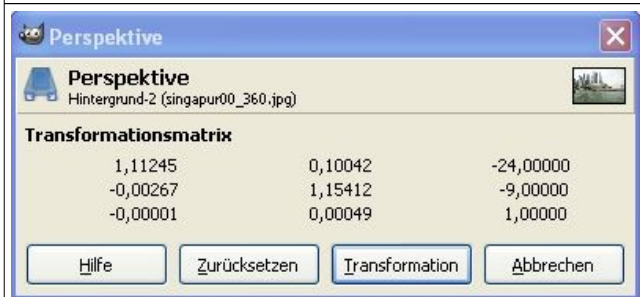 Perspektive
Perspektive
Hintergrund-2 (singapur00_360.jpg)
Transformationsmatrix
1,11245 0,10042 -24,00000
-0,00267 1,15412 -9,00000
-0,00001 0,00049 1,00000
Hilfe Zurücksetzen Transformation Abbrechen